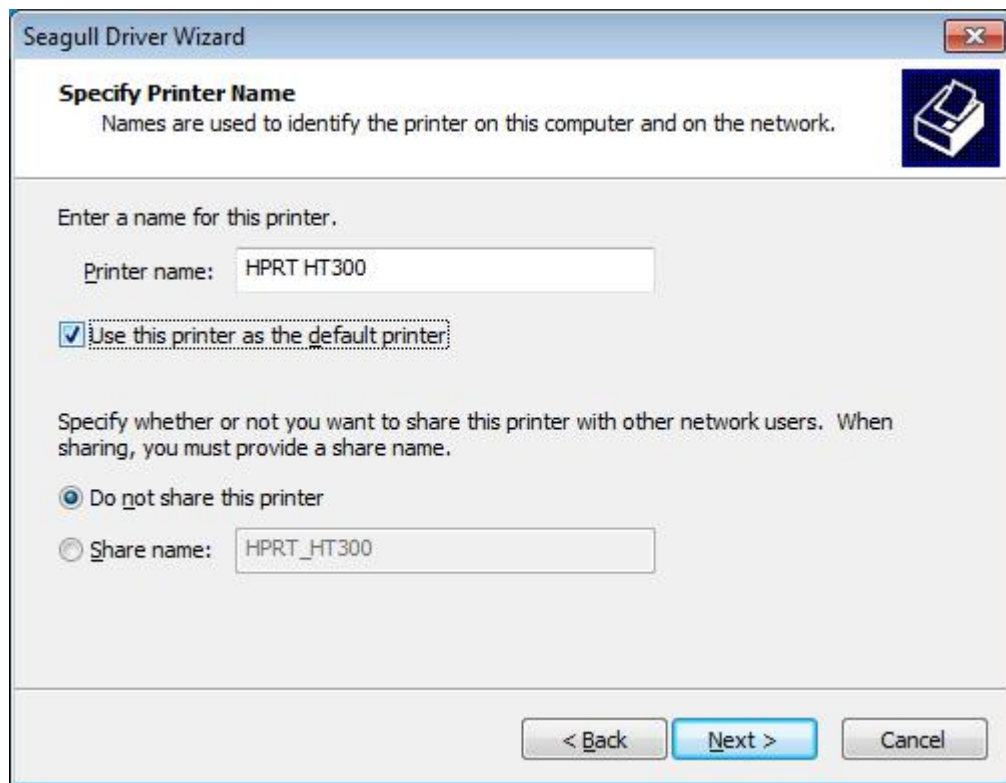 Seagull Driver Wizard
Specify Printer Name
Names are used to identify the printer on this computer and on the network.
Enter a name for this printer.
Printer name: HPRT HT300
Use this printer as the default printer
Specify whether or not you want to share this printer with other network users. When
sharing, you must provide a share name.
Do not share this printer
Share name: HPRT_HT300
< Back Next > Cancel